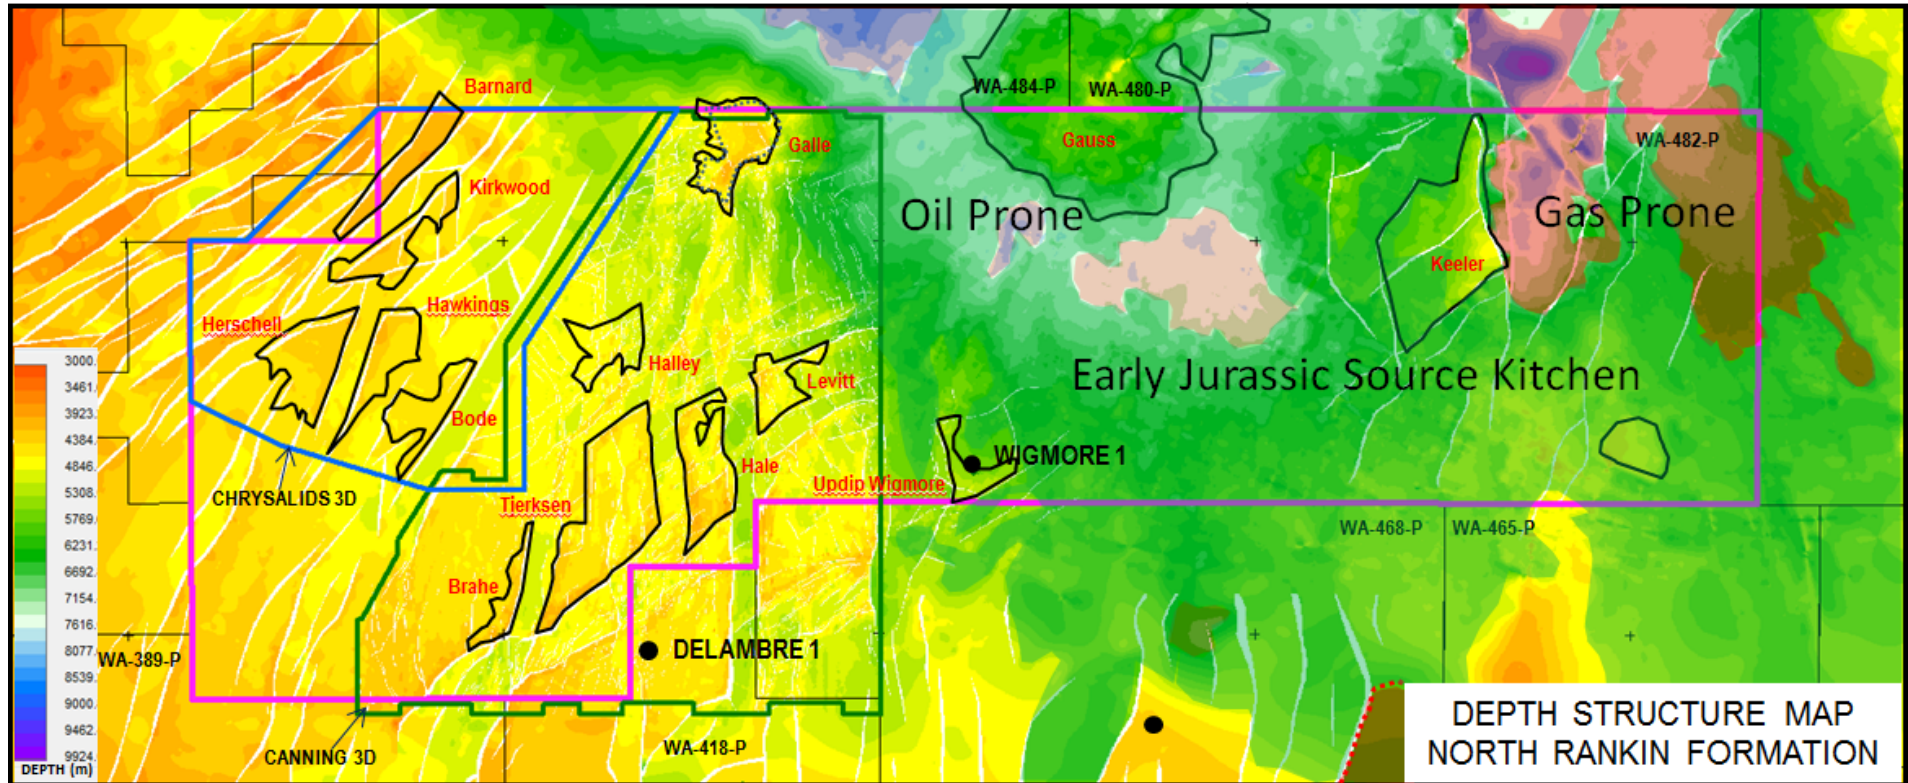 Barnard
WA-484-P
WA-480-P
Galle
Gauss
WA-482-P
Kirkwood
Oil Prone
Gas Prone
Keeler
Hawkings
Herschell
Halley
Levitt
Early Jurassic Source Kitchen
Bode
WIGMORE 1
Hale
Updip Wigmore
CHRYSALIDS 3D
Tierksen
WA-468-P
WA-465-P
Brahe
DELAMBRE 1
WA-389-P
CANNING 3D
WA-418-P
3000.
3461.
3923.
4384.
4846.
5308.
5769.
6231.
6692.
7154.
7616.
8077.
8539.
9000.
9462.
9924.
DEPTH (m)
DEPTH STRUCTURE MAP
NORTH RANKIN FORMATION